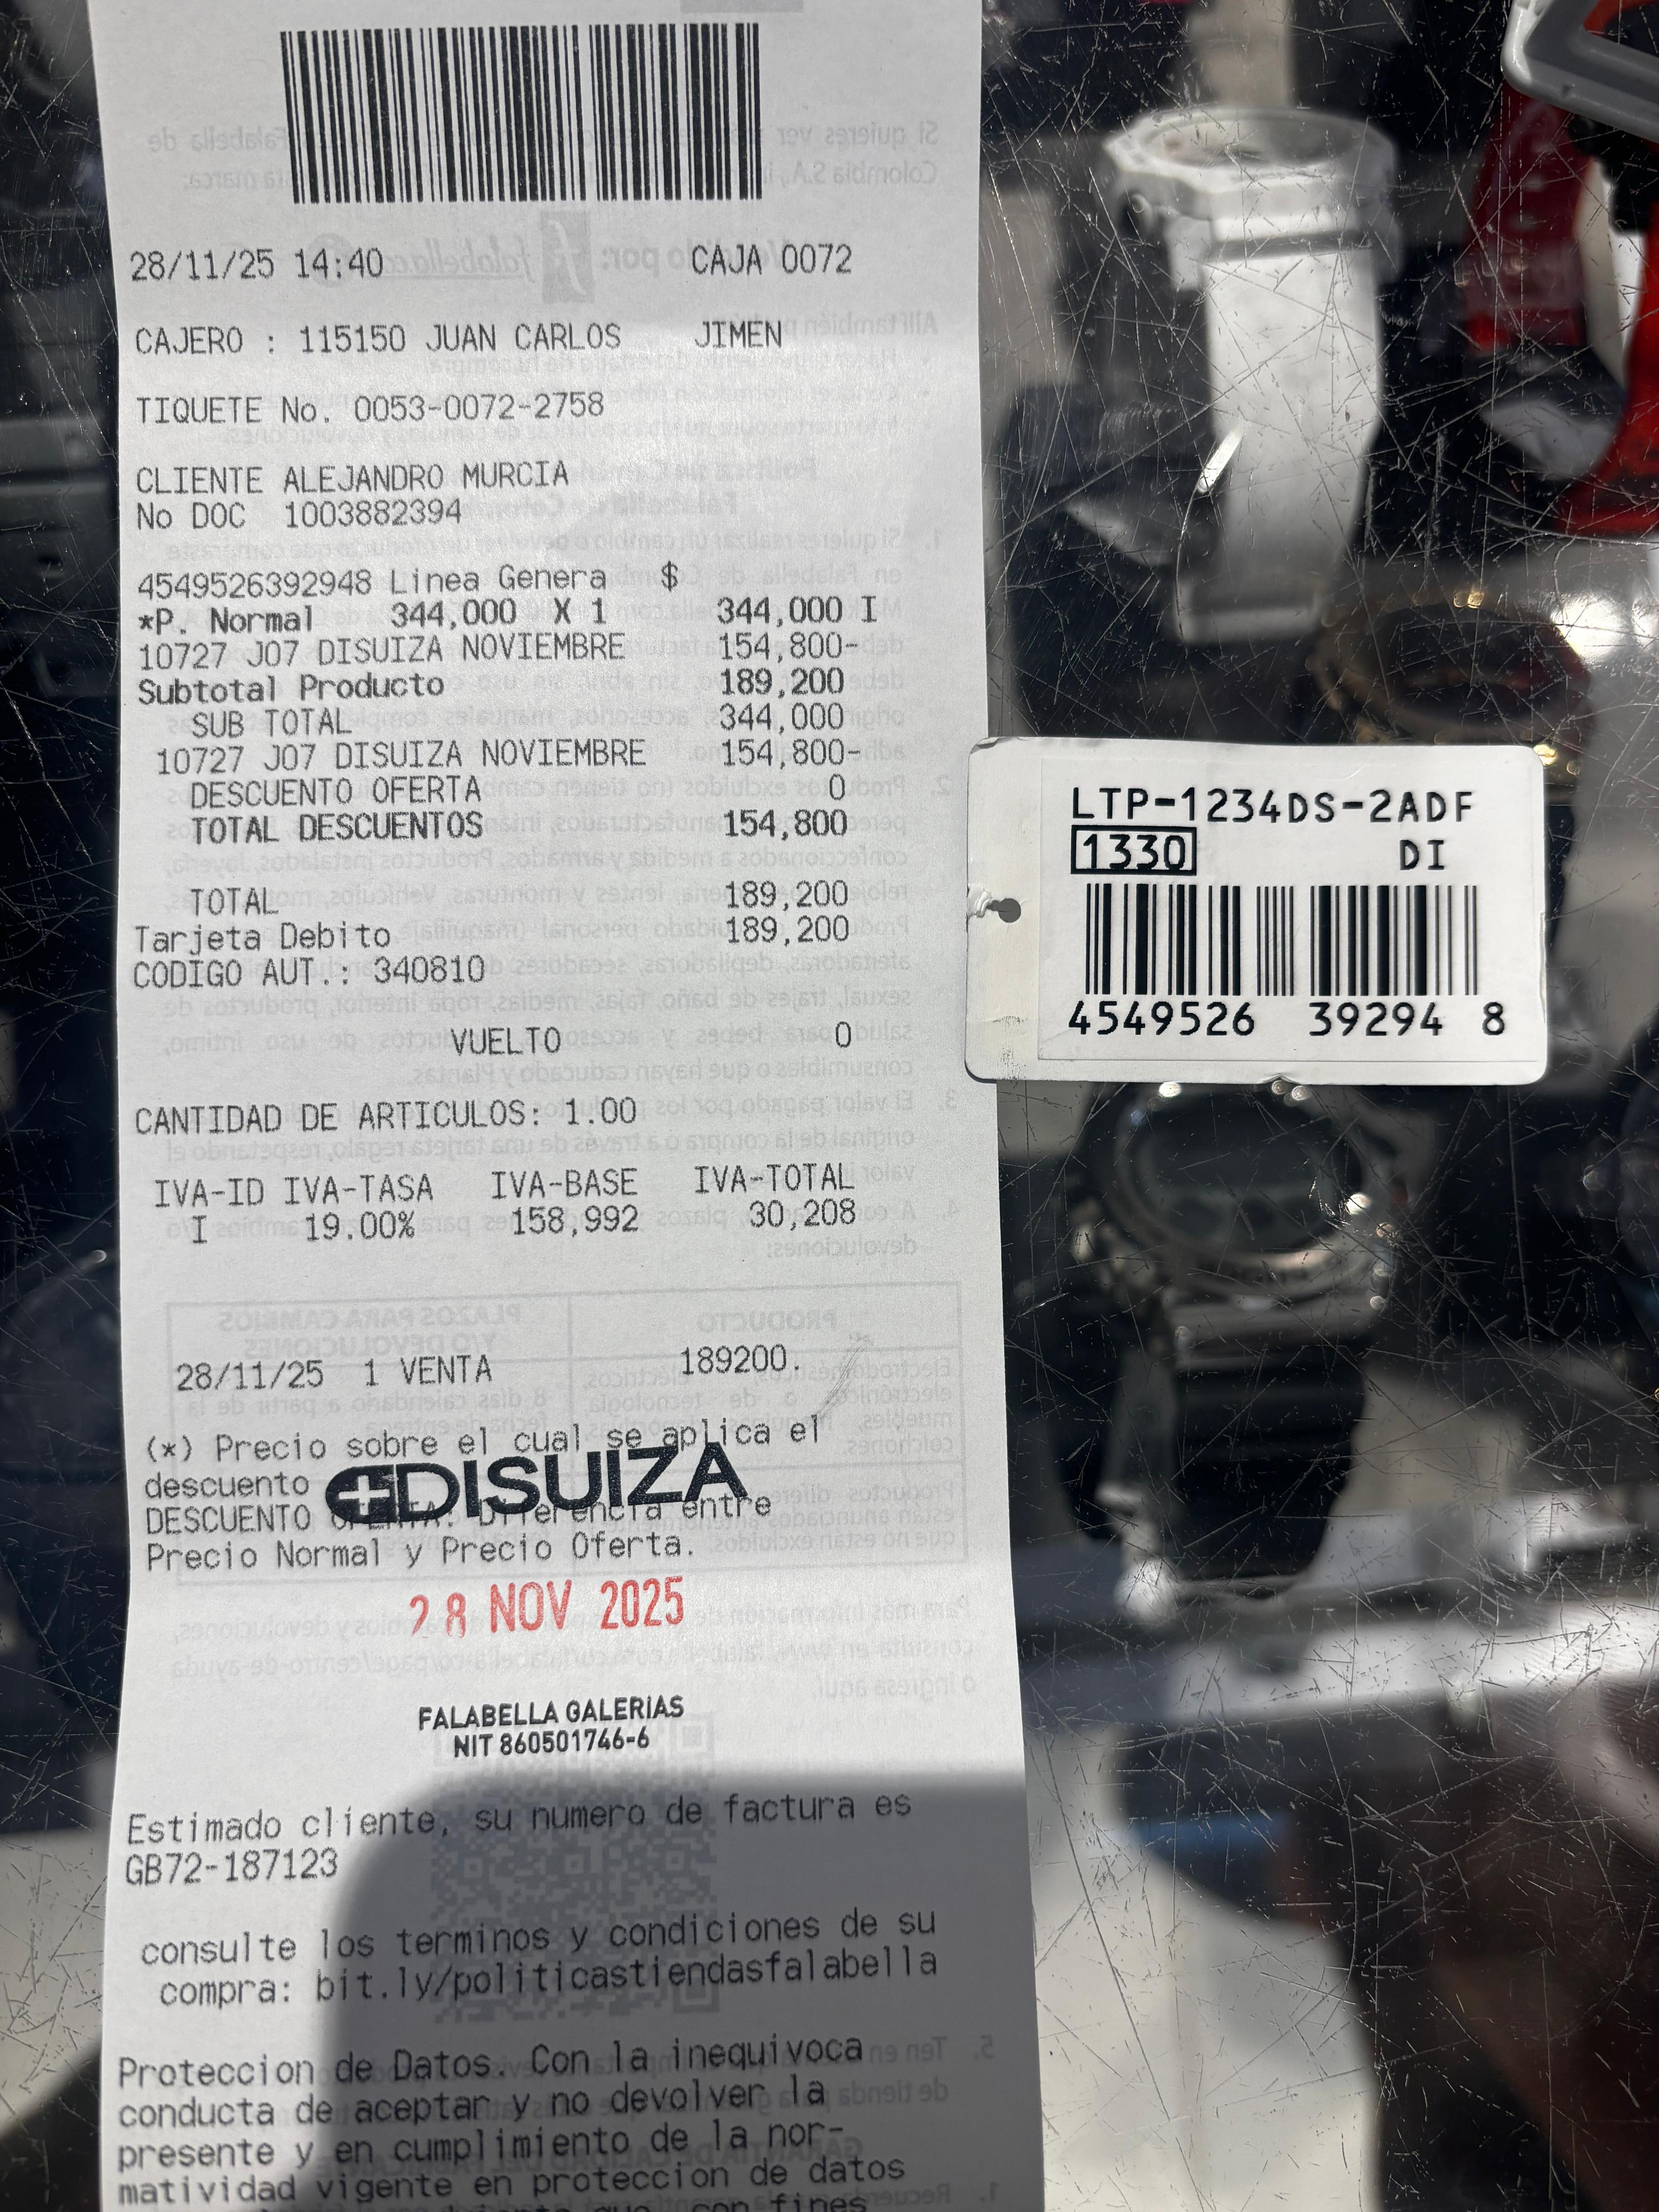 28/11/25 14:40 CAJA 0072
CAJERO : 115150 JUAN CARLOS JIMEN
TIQUETE No. 0053-0072-2758
CLIENTE ALEJANDRO MURCIA
No DOC 1003882394
4549526392948 Linea Genera $
*P. Normal 344,000 X 1 344,000 I
10727 J07 DISUIZA NOVIEMBRE 154,800-
Subtotal Producto 189,200
SUB TOTAL 344,000
10727 J07 DISUIZA NOVIEMBRE 154,800-
DESCUENTO OFERTA 0
TOTAL DESCUENTOS 154,800
TOTAL 189,200
Tarjeta Debito 189,200
CODIGO AUT.: 340810
VUELTO 0
CANTIDAD DE ARTICULOS: 1.00
IVA-ID IVA-TASA IVA-BASE IVA-TOTAL
I 19.00% 158,992 30,208
28/11/25 1 VENTA 189200.
(*) Precio sobre el cual se aplica el
descuento
DISUIZA
DESCUENTO OFERTA: Diferencia entre
Precio Normal y Precio Oferta.
28 NOV 2025
FALABELLA GALERIAS
NIT 860501746-6
Estimado cliente, su numero de factura es
GB72-187123
consulte los terminos y condiciones de su
compra: bit.ly/politicastiendasfalabella
Proteccion de Datos. Con la inequivoca
conducta de aceptar y no devolver la
presente y en cumplimiento de la nor-
matividad vigente en proteccion de datos
que con fines
LTP-1234DS-2ADF
1330 DI
4549526 39294 8